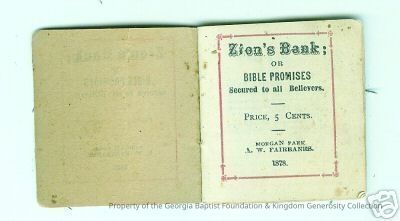 Zion's Bank;
OR
BIBLE PROMISES
Secured to all Believers.
PRICE, 5 CENTS.
MORGAN PARK
A. W. FAIRBANKS.
1878.
Property of the Georgia Baptist Foundation & Kingdom Generosity Collection
eBay